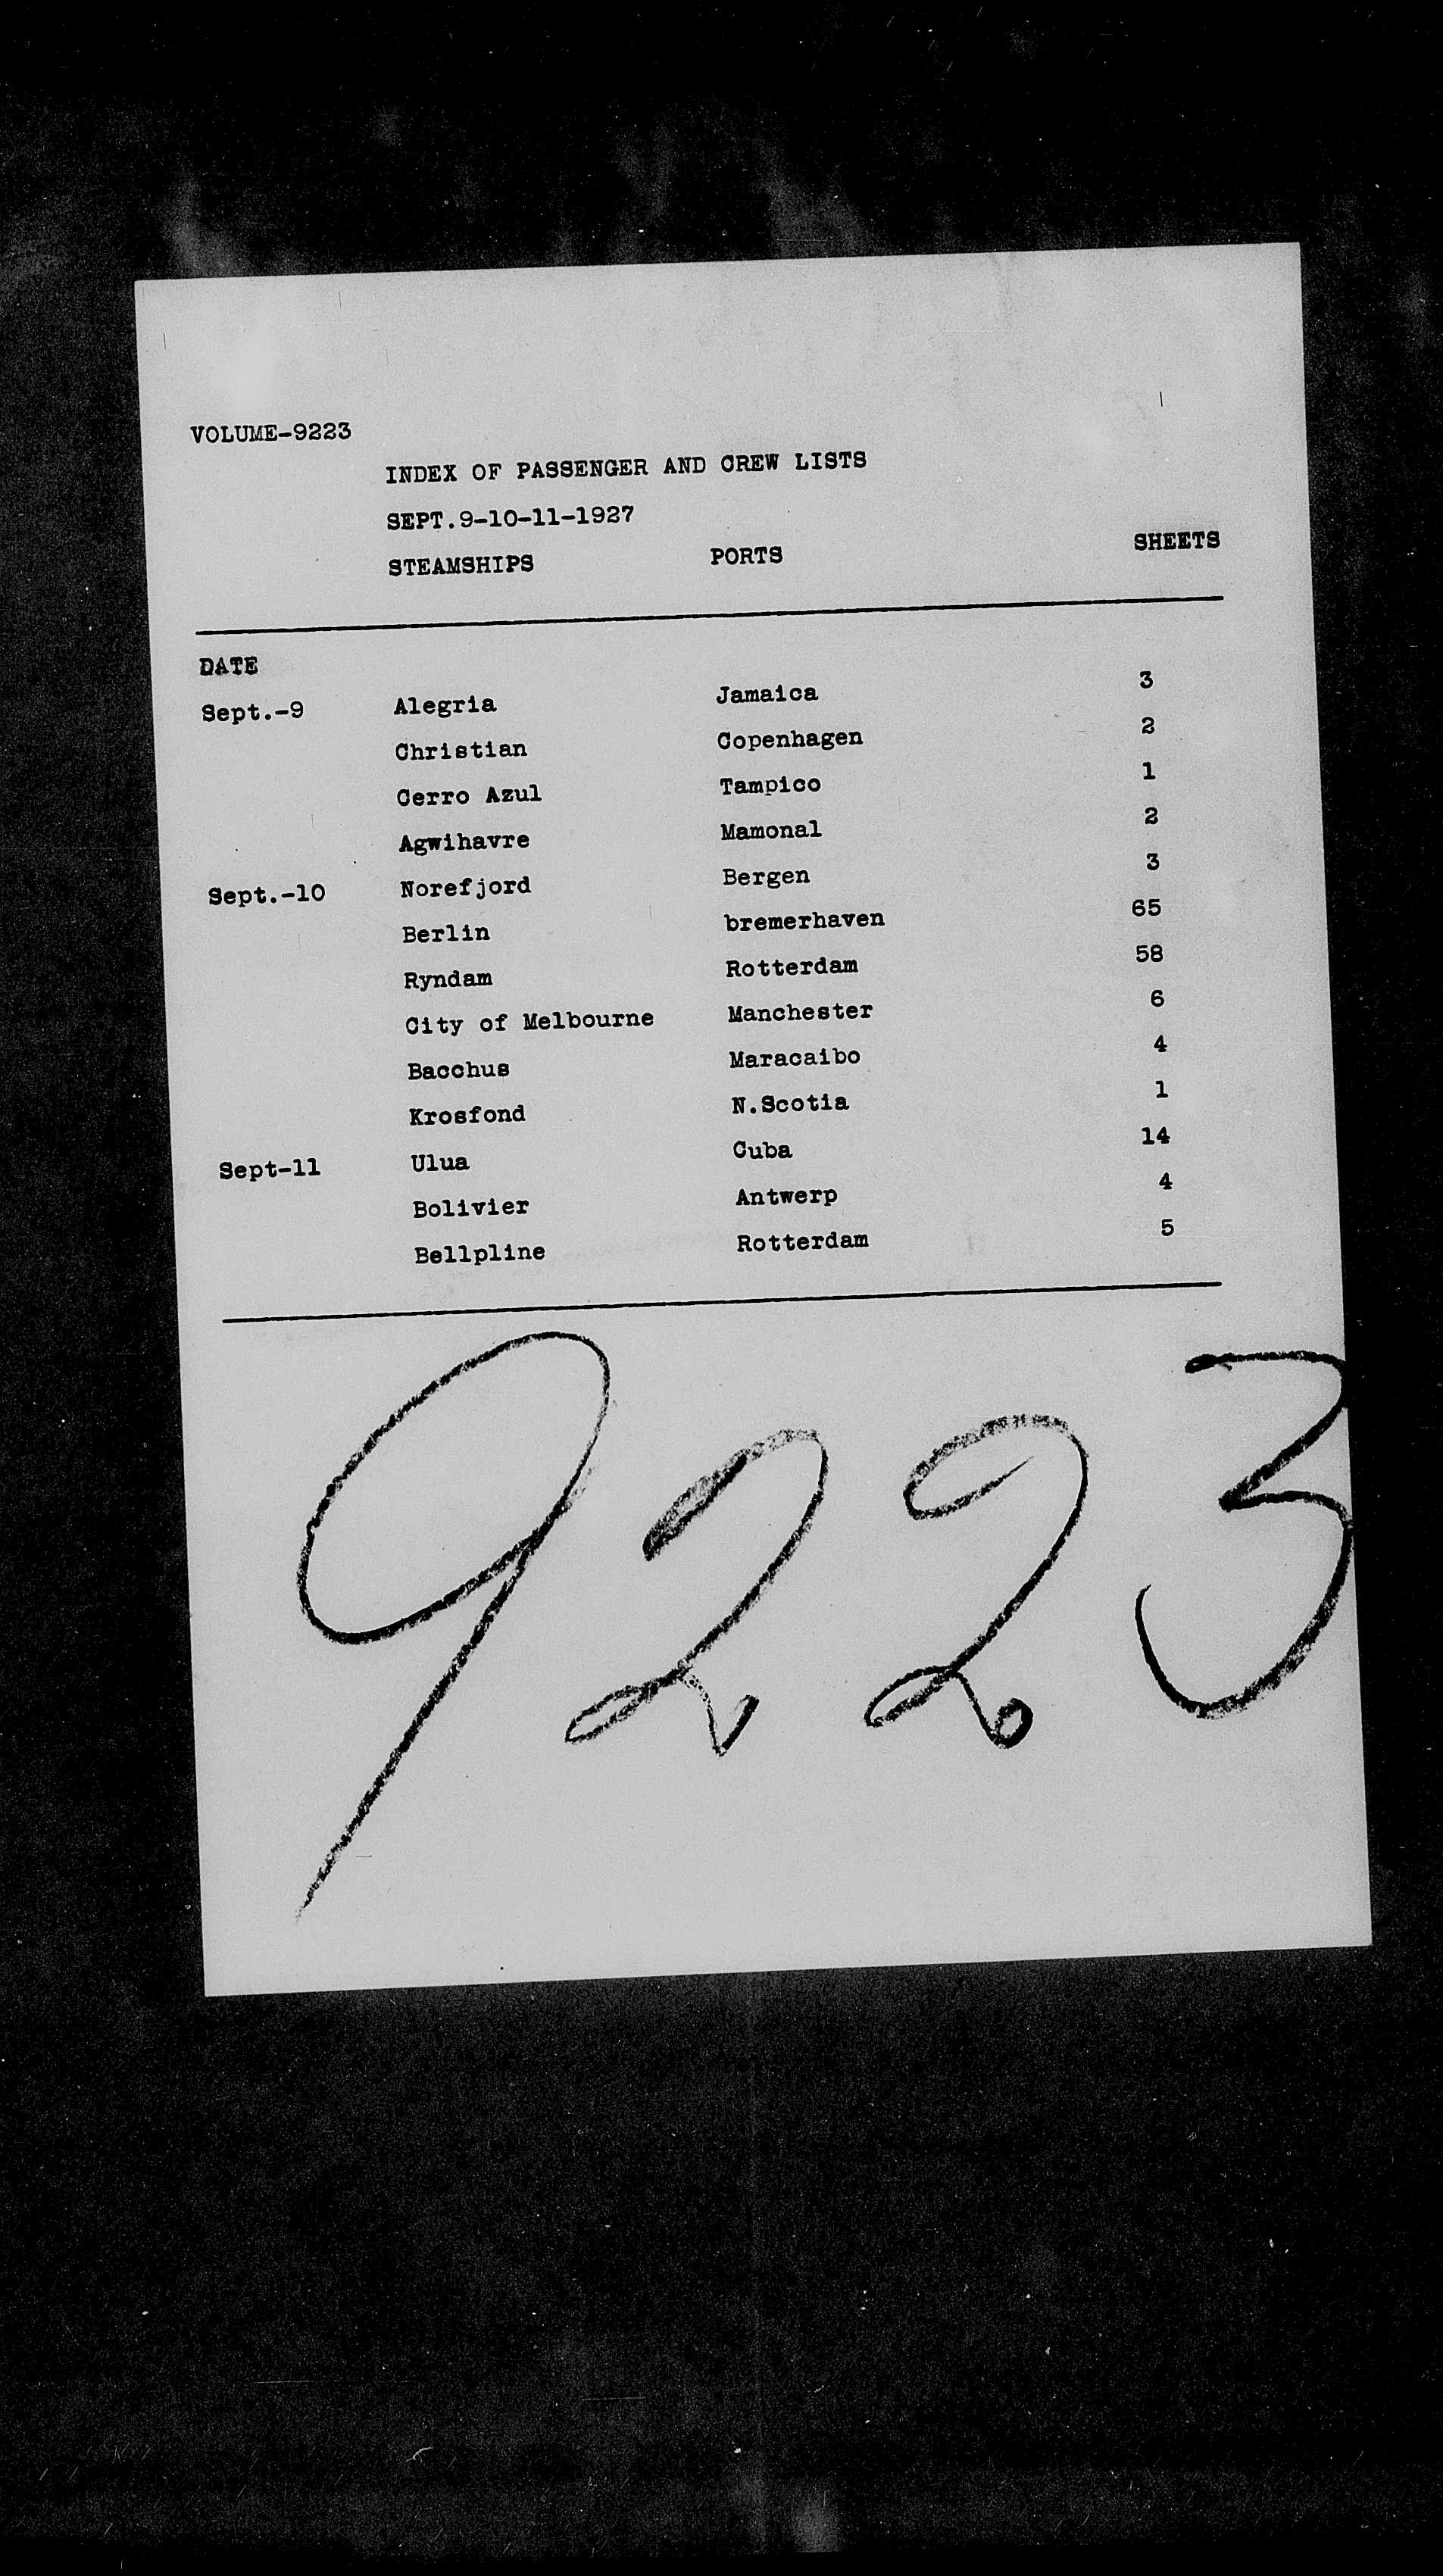 VOLUME-9223
INDEX OF PASSENGER AND CREW LISTS
SEPT.9-10-11-1927
STEAMSHIPS PORTS SHEETS
DATE
Sept.-9 Alegria Jamaica 3
Christian Copenhagen 2
Cerro Azul Tampico 1
Agwihavre Mamonal 2
Sept.-10 Norefjord Bergen 3
Berlin bremerhaven 65
Ryndam Rotterdam 58
City of Melbourne Manchester 6
Bacchus Maracaibo 4
Krosfond N.Scotia 1
Sept-11 Ulua Cuba 14
Bolivier Antwerp 4
Bellpline Rotterdam 5
9223